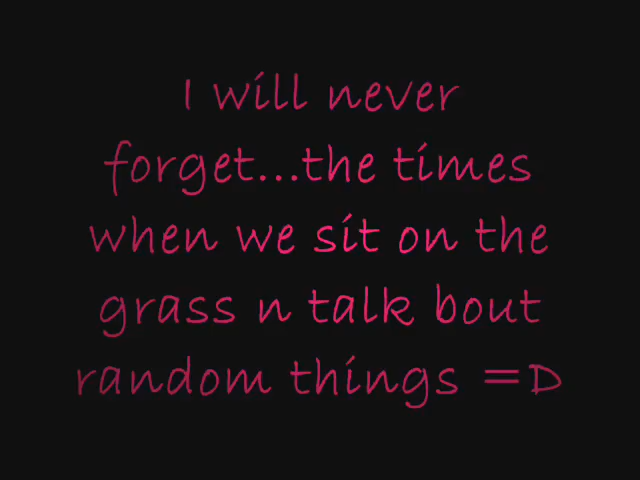 I will never
forget...the times
when we sit on the
grass n talk bout
random things =D